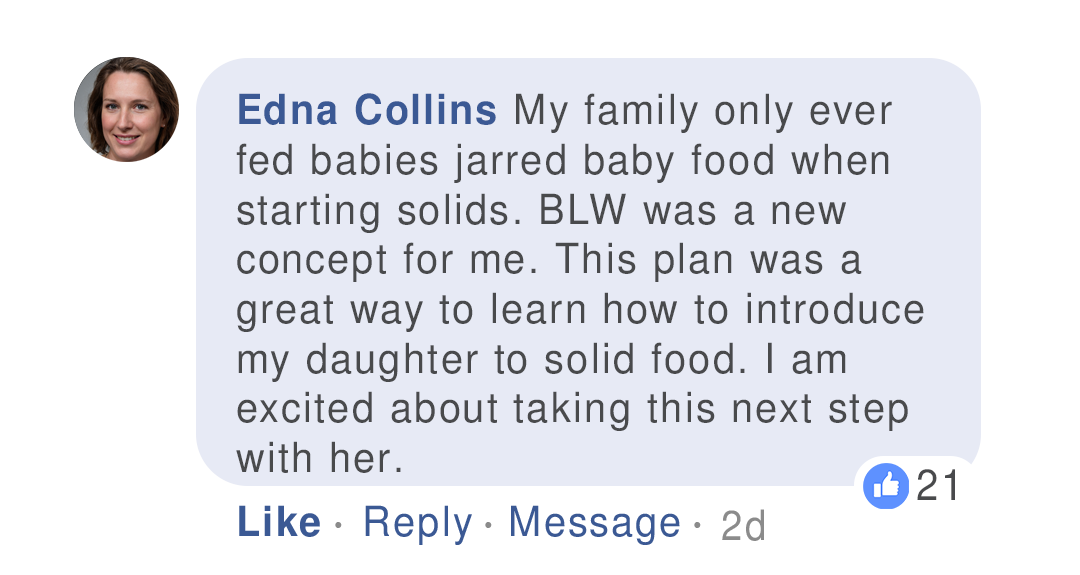 Edna Collins My family only ever
fed babies jarred baby food when
starting solids. BLW was a new
concept for me. This plan was a
great way to learn how to introduce
my daughter to solid food. I am
excited about taking this next step
with her.
21
Like · Reply · Message · 2d